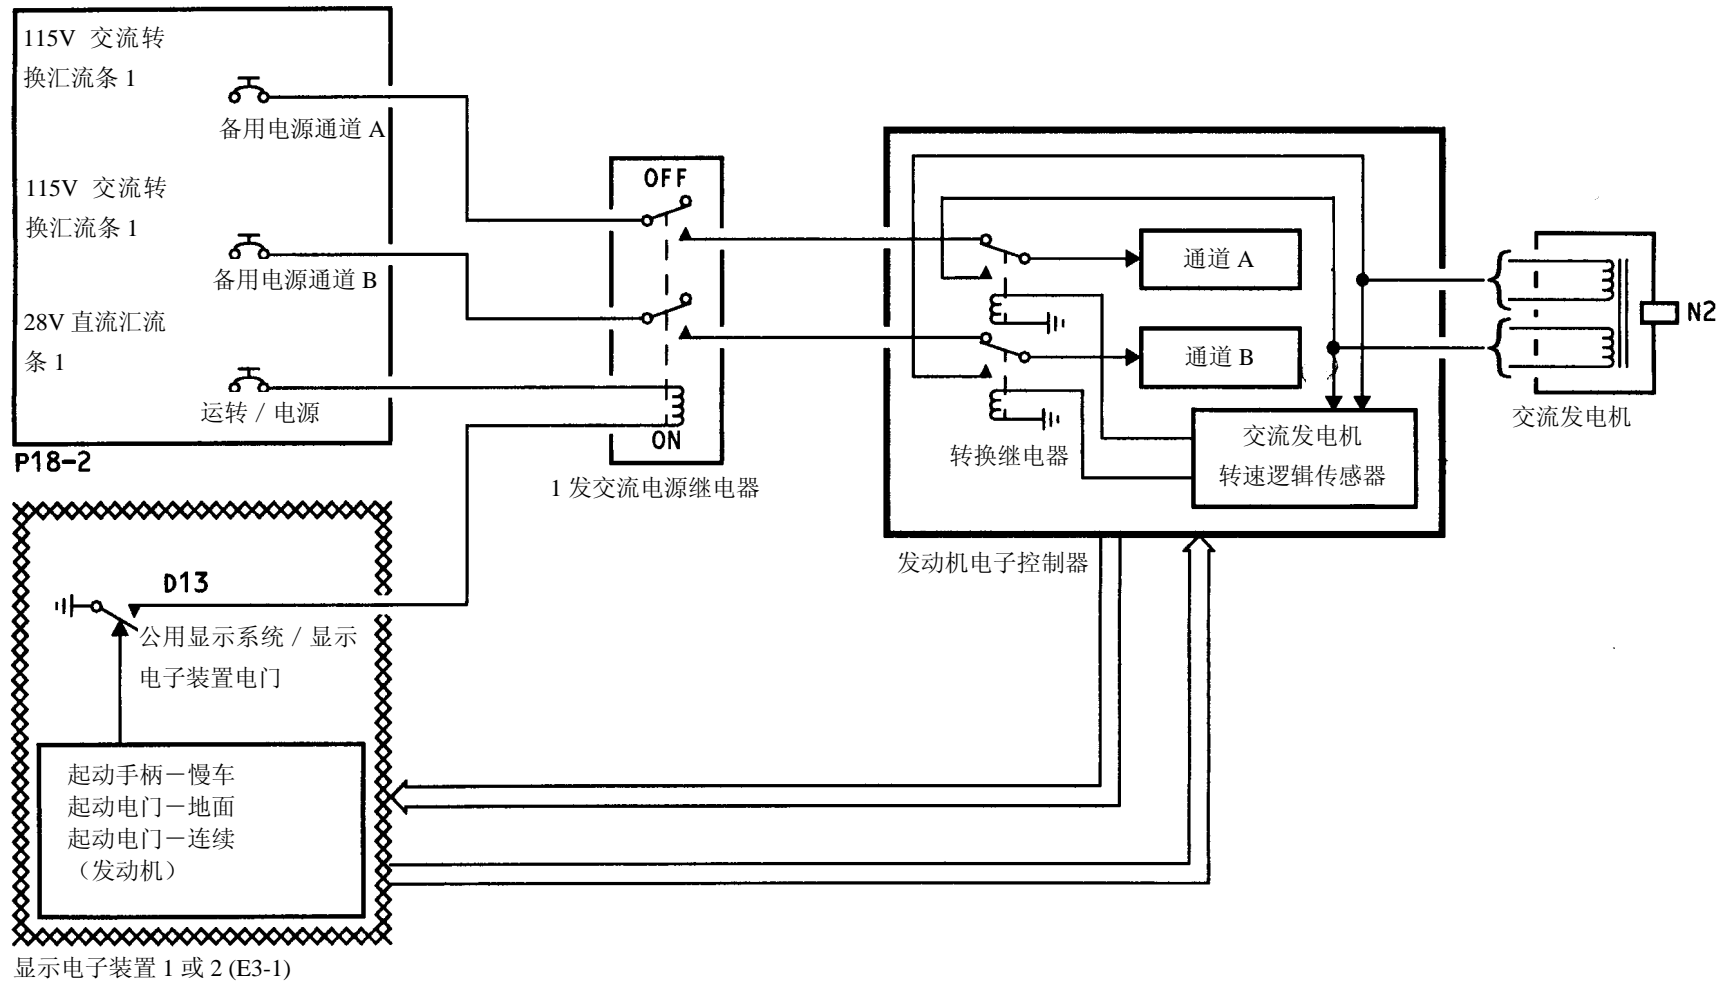 115V 交流转
换汇流条 1
备用电源通道 A
115V 交流转
换汇流条 1
备用电源通道 B
28V 直流汇流
条 1
运转 / 电源
P18-2
OFF
ON
1 发交流电源继电器
通道 A
通道 B
转换继电器
交流发电机
转速逻辑传感器
发动机电子控制器
N2
交流发电机
D13
公用显示系统 / 显示
电子装置电门
起动手柄－慢车
起动电门－地面
起动电门－连续
（发动机）
显示电子装置 1 或 2 (E3-1)